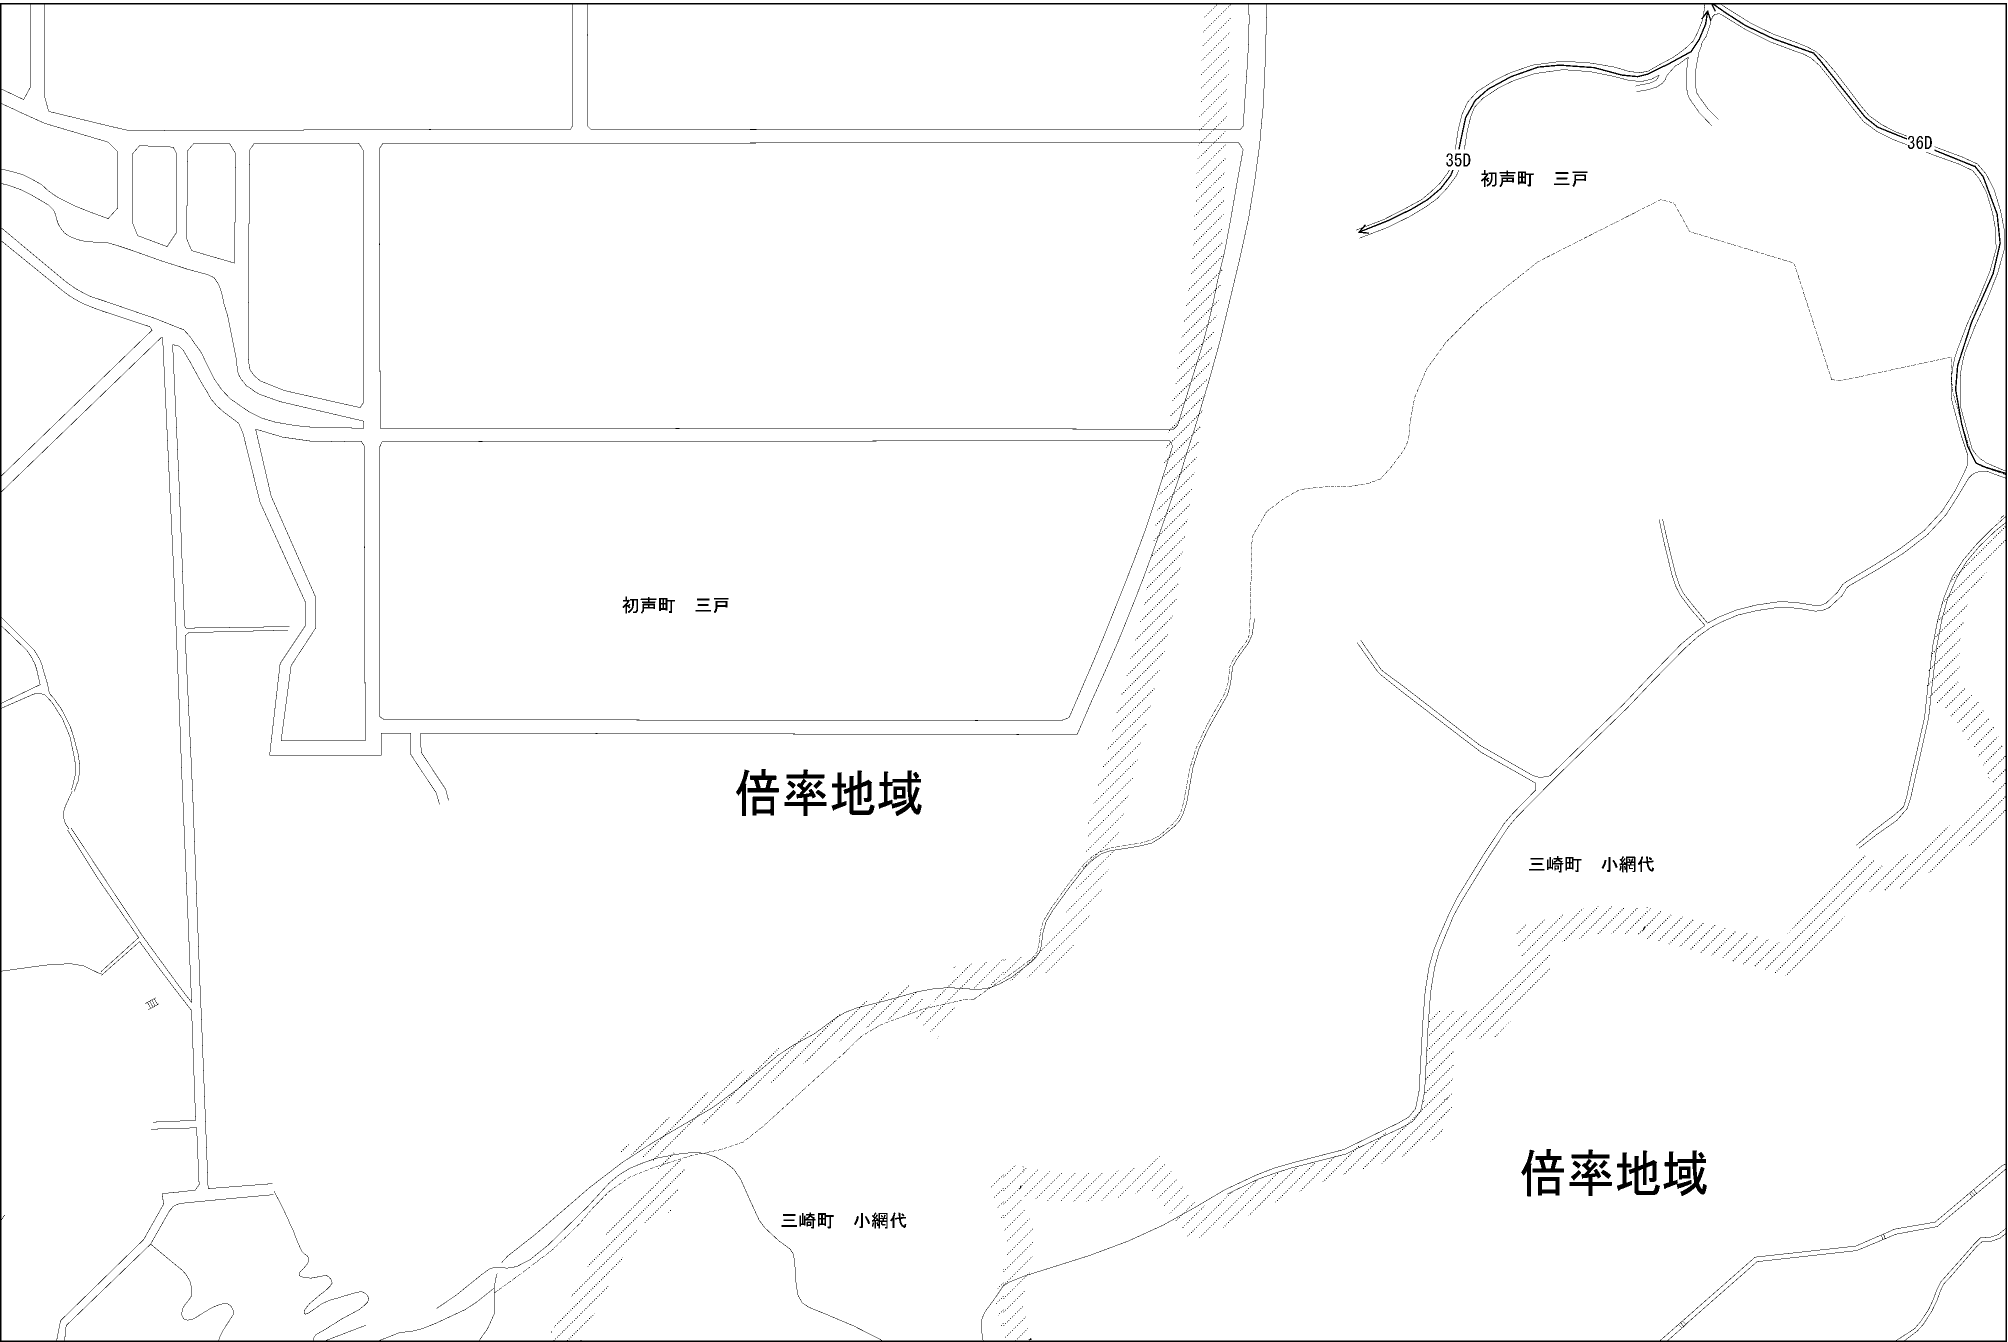 36D
35D
初声町　三戸
初声町　三戸
倍率地域
三崎町　小網代
倍率地域
三崎町　小網代